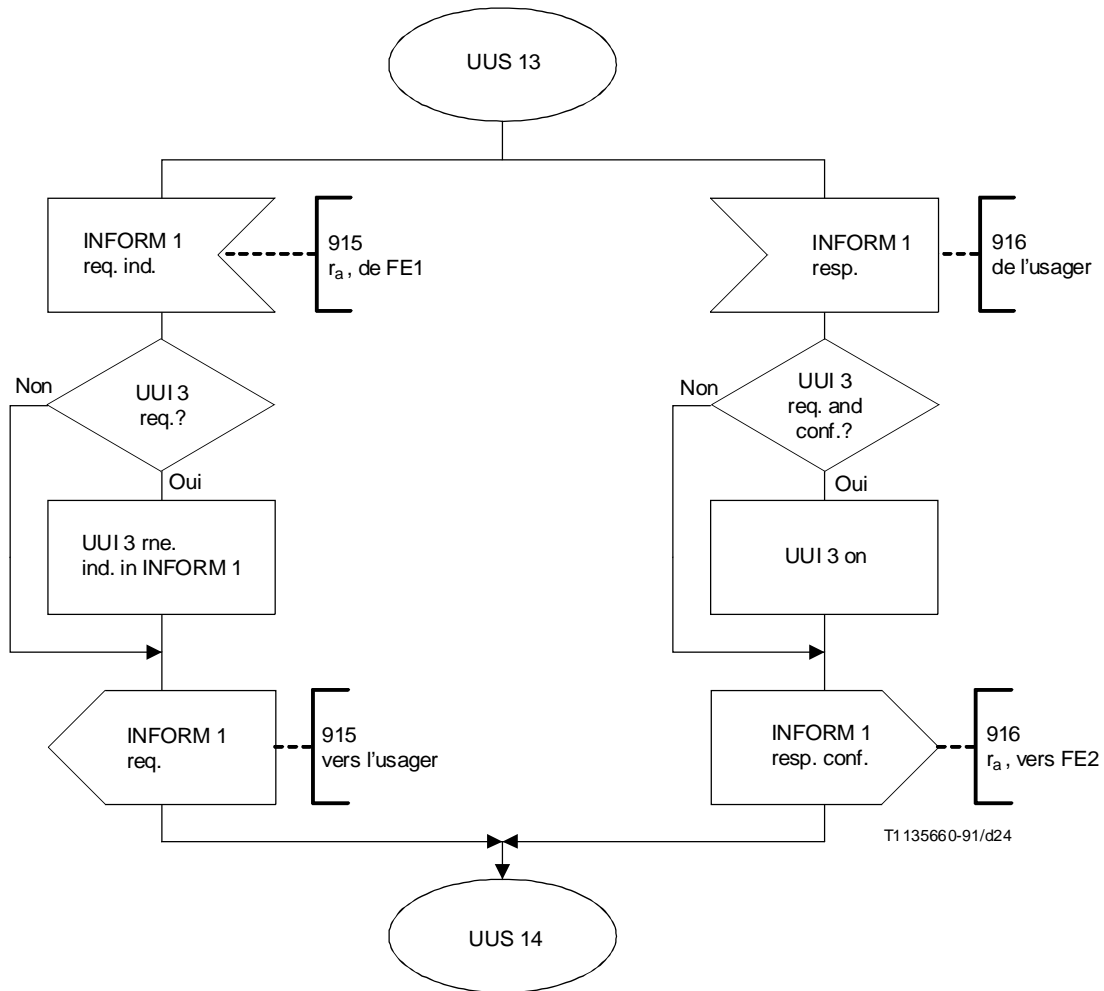 UUS 13
INFORM 1
req. ind.
915
rₐ, de FE1
INFORM 1
resp.
916
de l'usager
Non
UUI 3
req.?
Oui
Non
UUI 3
req. and
conf.?
Oui
UUI 3 rne.
ind. in INFORM 1
UUI 3 on
INFORM 1
req.
915
vers l'usager
INFORM 1
resp. conf.
916
rₐ, vers FE2
T1135660-91/d24
UUS 14